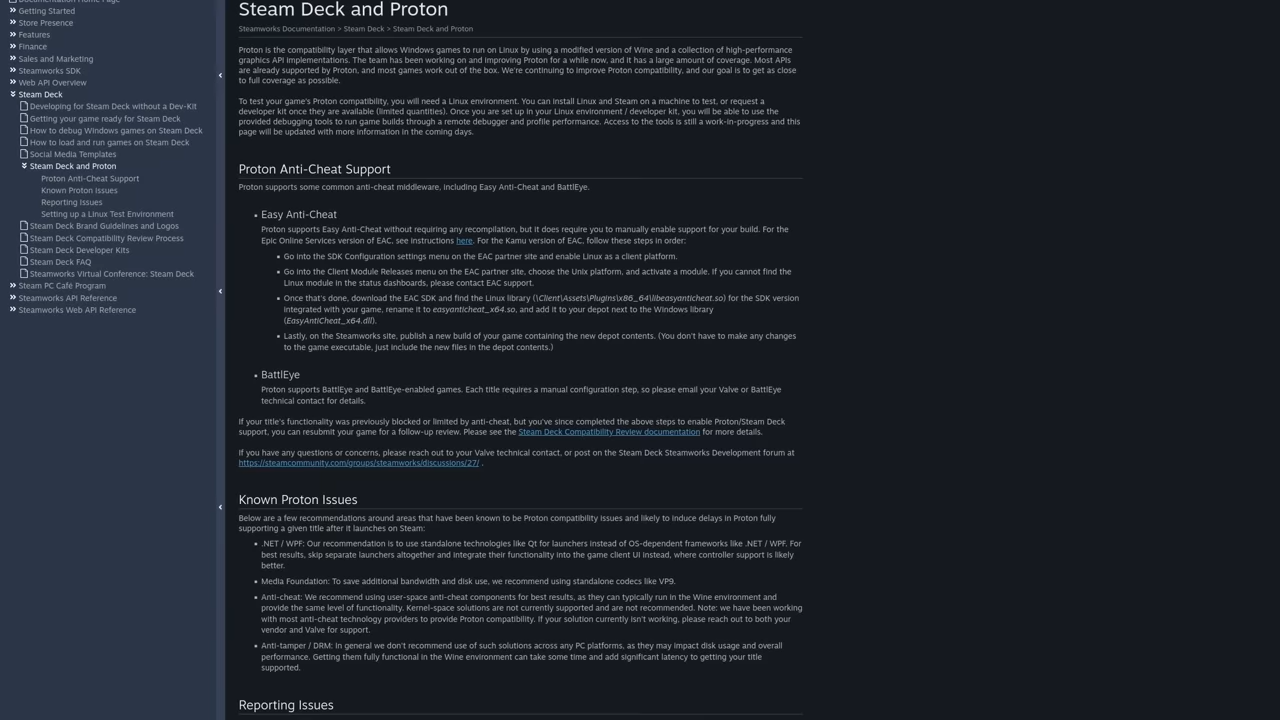 Documentation Home Page
Getting Started
Store Presence
Features
Finance
Sales and Marketing
Steamworks SDK
Web API Overview
Steam Deck
Developing for Steam Deck without a Dev-Kit
Getting your game ready for Steam Deck
How to debug Windows games on Steam Deck
How to load and run games on Steam Deck
Social Media Templates
Steam Deck and Proton
Proton Anti-Cheat Support
Known Proton Issues
Reporting Issues
Setting up a Linux Test Environment
Steam Deck Brand Guidelines and Logos
Steam Deck Compatibility Review Process
Steam Deck Developer Kits
Steam Deck FAQ
Steamworks Virtual Conference: Steam Deck
Steam PC Café Program
Steamworks API Reference
Steamworks Web API Reference
Steam Deck and Proton
Steamworks Documentation > Steam Deck > Steam Deck and Proton
Proton is the compatibility layer that allows Windows games to run on Linux by using a modified version of Wine and a collection of high-performance
graphics API implementations. The team has been working on and improving Proton for a while now, and it has a large amount of coverage. Most APIs
are already supported by Proton, and most games work out of the box. We're continuing to improve Proton compatibility, and our goal is to get as close
to full coverage as possible.
To test your game's Proton compatibility, you will need a Linux environment. You can install Linux and Steam on a machine to test, or request a
developer kit once they are available (limited quantities). Once you are set up in your Linux environment / developer kit, you will be able to use the
provided debugging tools to run game builds through a remote debugger and profile performance. Access to the tools is still a work-in-progress and this
page will be updated with more information in the coming days.
Proton Anti-Cheat Support
Proton supports some common anti-cheat middleware, including Easy Anti-Cheat and BattlEye.
Easy Anti-Cheat
Proton supports Easy Anti-Cheat without requiring any recompilation, but it does require you to manually enable support for your build. For the
Epic Online Services version of EAC, see instructions here. For the Kamu version of EAC, follow these steps in order:
Go into the SDK Configuration settings menu on the EAC partner site and enable Linux as a client platform.
Go into the Client Module Releases menu on the EAC partner site, choose the Unix platform, and activate a module. If you cannot find the
Linux module in the status dashboards, please contact EAC support.
Once that's done, download the EAC SDK and find the Linux library (\Client\Assets\Plugins\x86_64\libeasyanticheat.so) for the SDK version
integrated with your game, rename it to easyanticheat_x64.so, and add it to your depot next to the Windows library
(EasyAntiCheat_x64.dll).
Lastly, on the Steamworks site, publish a new build of your game containing the new depot contents. (You don't have to make any changes
to the game executable, just include the new files in the depot contents.)
BattlEye
Proton supports BattlEye and BattlEye-enabled games. Each title requires a manual configuration step, so please email your Valve or BattlEye
technical contact for details.
If your title's functionality was previously blocked or limited by anti-cheat, but you've since completed the above steps to enable Proton/Steam Deck
support, you can resubmit your game for a follow-up review. Please see the Steam Deck Compatibility Review documentation for more details.
If you have any questions or concerns, please reach out to your Valve technical contact, or post on the Steam Deck Steamworks Development forum at
https://steamcommunity.com/groups/steamworks/discussions/27/ .
Known Proton Issues
Below are a few recommendations around areas that have been known to be Proton compatibility issues and likely to induce delays in Proton fully
supporting a given title after it launches on Steam:
.NET / WPF: Our recommendation is to use standalone technologies like Qt for launchers instead of OS-dependent frameworks like .NET / WPF. For
best results, skip separate launchers altogether and integrate their functionality into the game client UI instead, where controller support is likely
better.
Media Foundation: To save additional bandwidth and disk use, we recommend using standalone codecs like VP9.
Anti-cheat: We recommend using user-space anti-cheat components for best results, as they can typically run in the Wine environment and
provide the same level of functionality. Kernel-space solutions are not currently supported and are not recommended. Note: we have been working
with most anti-cheat technology providers to provide Proton compatibility. If your solution currently isn't working, please reach out to both your
vendor and Valve for support.
Anti-tamper / DRM: In general we don't recommend use of such solutions across any PC platforms, as they may impact disk usage and overall
performance. Getting them fully functional in the Wine environment can take some time and add significant latency to getting your title
supported.
Reporting Issues